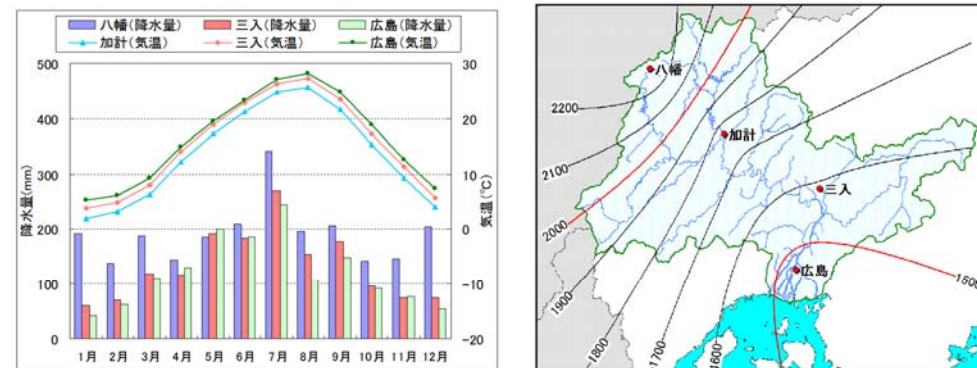 八幡(降水量) 三入(降水量) 広島(降水量)
加計(気温) 三入(気温) 広島(気温)
降水量(mm)
500
400
300
200
100
0
気温(℃)
30
20
10
0
-10
-20
1月 2月 3月 4月 5月 6月 7月 8月 9月 10月 11月 12月
八幡
加計
三入
広島
2200
2100
2000
1900
1800
1700
1600
1500